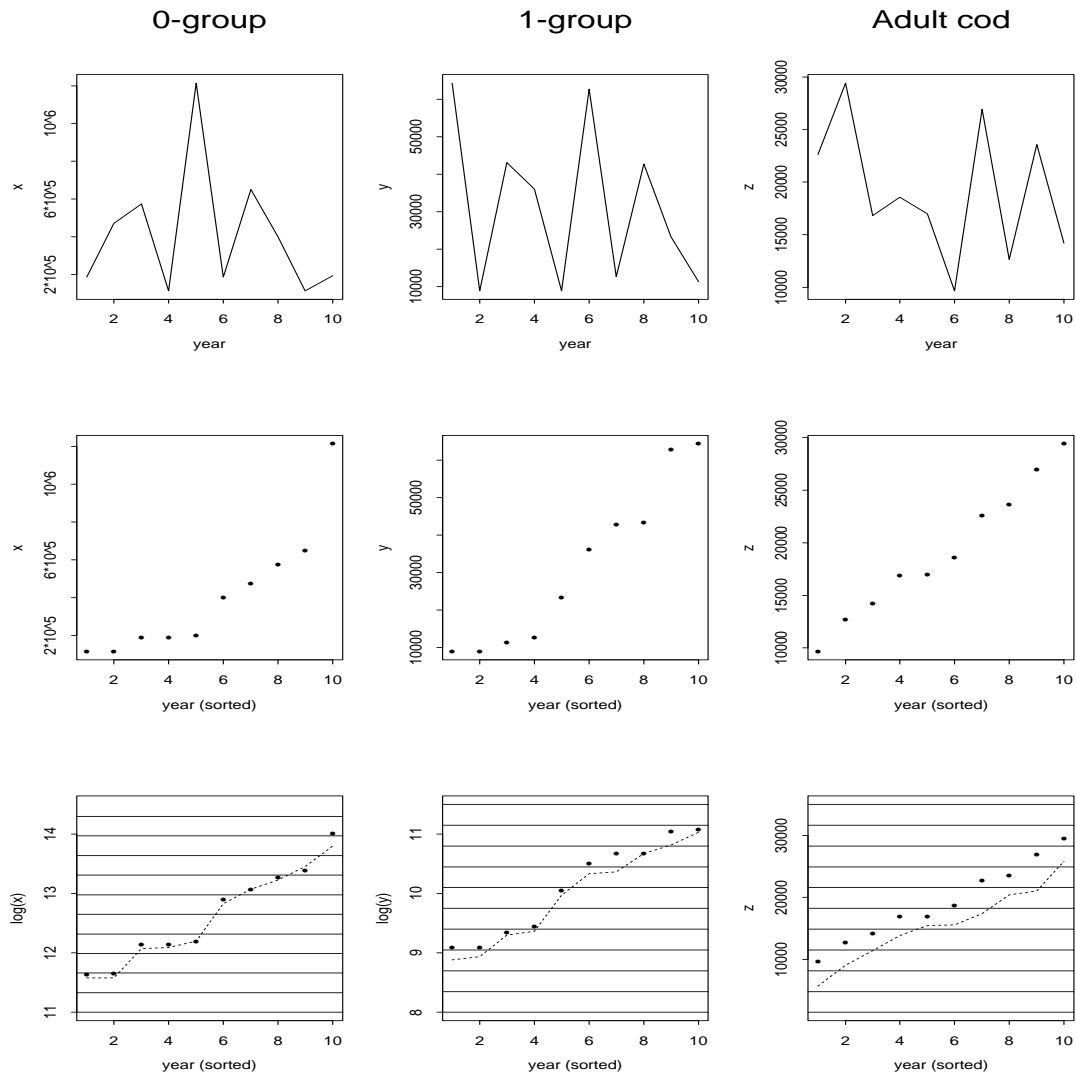 0-group 1-group Adult cod
x
2*10^5 6*10^5 10^6
2 4 6 8 10
year
y
10000 30000 50000
2 4 6 8 10
year
z
10000 15000 20000 25000 30000
2 4 6 8 10
year
x
2*10^5 6*10^5 10^6
2 4 6 8 10
year (sorted)
y
10000 30000 50000
2 4 6 8 10
year (sorted)
z
10000 15000 20000 25000 30000
2 4 6 8 10
year (sorted)
log(x)
11 12 13 14
2 4 6 8 10
year (sorted)
log(y)
8 9 10 11
2 4 6 8 10
year (sorted)
z
10000 20000 30000
2 4 6 8 10
year (sorted)